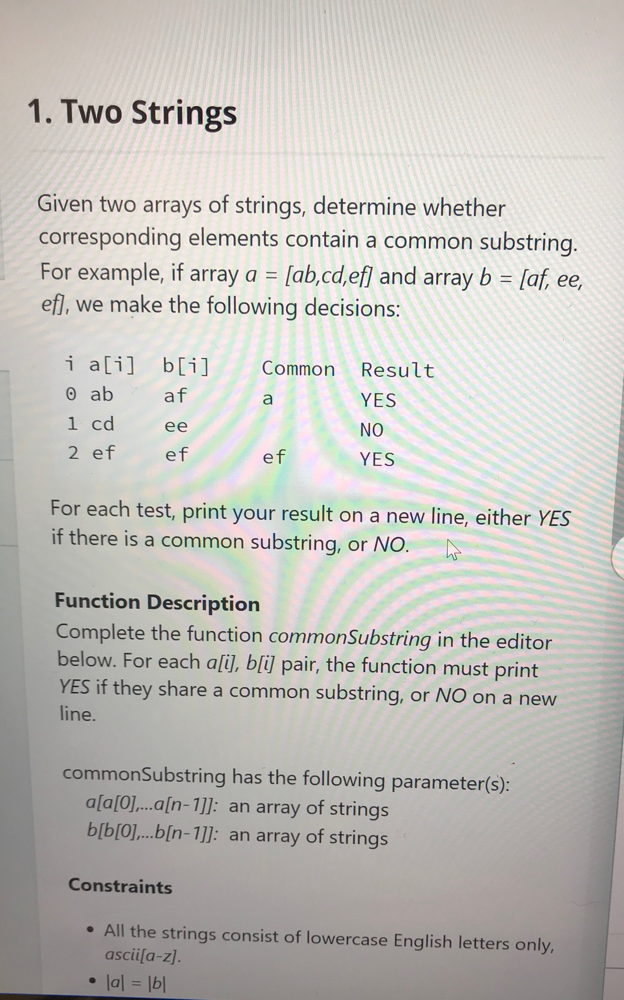 1. Two Strings
Given two arrays of strings, determine whether
corresponding elements contain a common substring.
For example, if array a = [ab,cd,ef] and array b = [af, ee,
ef], we make the following decisions:
i a[i] b[i] Common Result
0 ab af a YES
1 cd ee NO
2 ef ef ef YES
For each test, print your result on a new line, either YES
if there is a common substring, or NO.
Function Description
Complete the function commonSubstring in the editor
below. For each a[i], b[i] pair, the function must print
YES if they share a common substring, or NO on a new
line.
commonSubstring has the following parameter(s):
a[a[0],...a[n-1]]: an array of strings
b[b[0],...b[n-1]]: an array of strings
Constraints
• All the strings consist of lowercase English letters only,
ascii[a-z].
• |a| = |b|